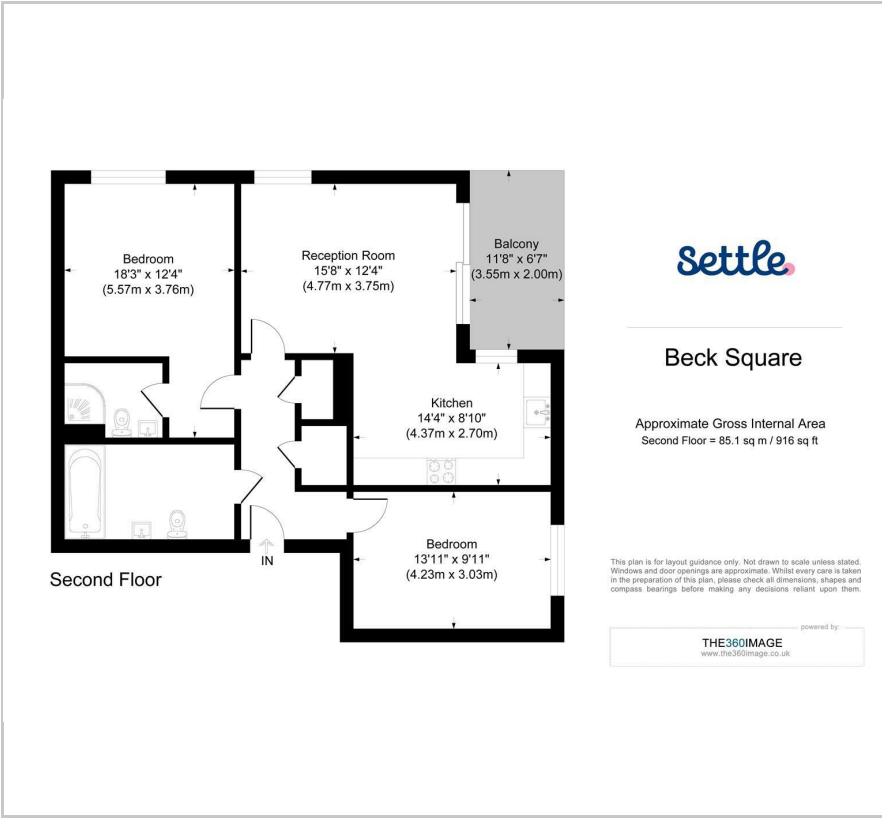 Bedroom
18'3" x 12'4"
(5.57m x 3.76m)
Reception Room
15'8" x 12'4"
(4.77m x 3.75m)
Balcony
11'8" x 6'7"
(3.55m x 2.00m)
Kitchen
14'4" x 8'10"
(4.37m x 2.70m)
Bedroom
13'11" x 9'11"
(4.23m x 3.03m)
IN
Second Floor
Settle
Beck Square
Approximate Gross Internal Area
Second Floor = 85.1 sq m / 916 sq ft
This plan is for layout guidance only. Not drawn to scale unless stated.
Windows and door openings are approximate. Whilst every care is taken
in the preparation of this plan, please check all dimensions, shapes and
compass bearings before making any decisions reliant upon them.
powered by:
THE360IMAGE
www.the360image.co.uk